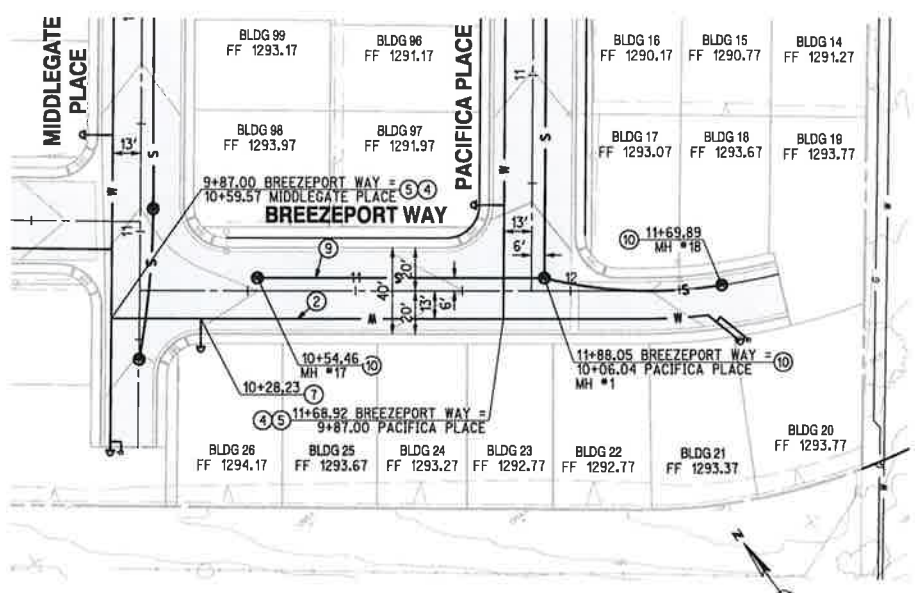 MIDDLEGATE
PLACE
BLDG 99
FF 1293.17
BLDG 96
FF 1291.17
PACIFICA PLACE
BLDG 16
FF 1290.17
BLDG 15
FF 1290.77
BLDG 14
FF 1291.27
BLDG 98
FF 1293.97
BLDG 97
FF 1291.97
BLDG 17
FF 1293.07
BLDG 18
FF 1293.67
BLDG 19
FF 1293.77
11
S
W
13'
9+87.00 BREEZEPORT WAY = 5 4
10+59.57 MIDDLEGATE PLACE
BREEZEPORT WAY
11
S
W
13'
6'
10 11+69.89
MH #18
11
S
9
11
20'
40'
20'
13'
6'
12
S
2
W
W
10+54.46 10
MH #17
10+28.23 7
11+88.05 BREEZEPORT WAY = 10
10+06.04 PACIFICA PLACE
MH #1
4 5 11+68.92 BREEZEPORT WAY =
9+87.00 PACIFICA PLACE
BLDG 26
FF 1294.17
BLDG 25
FF 1293.67
BLDG 24
FF 1293.27
BLDG 23
FF 1292.77
BLDG 22
FF 1292.77
BLDG 21
FF 1293.37
BLDG 20
FF 1293.77
N